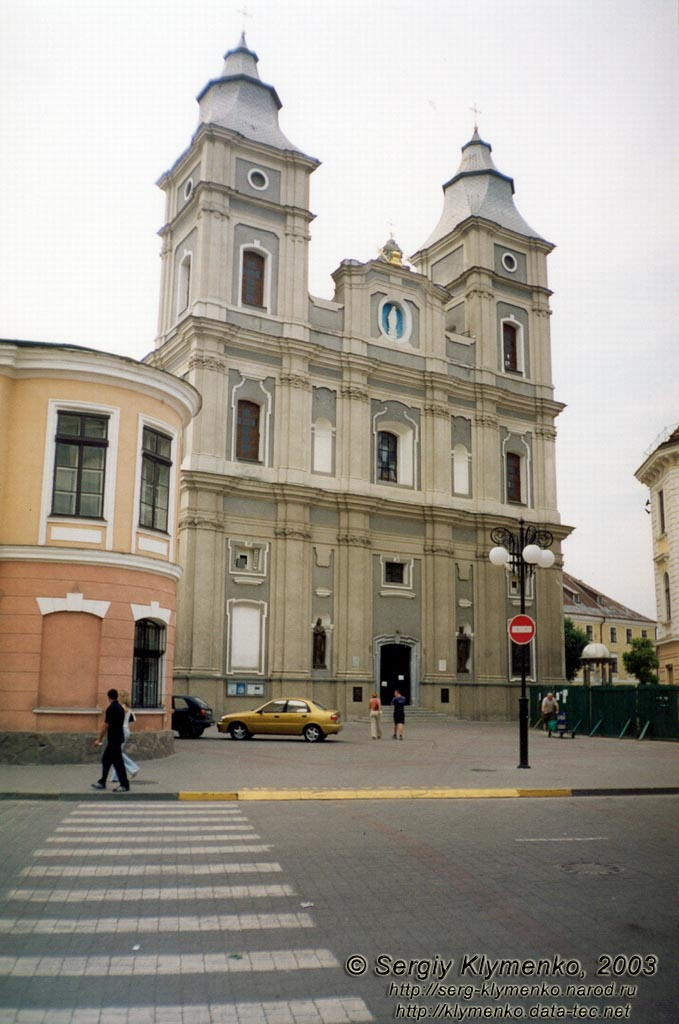 © Sergiy Klymenko, 2003
http://serg-klymenko.narod.ru
http://klymenko.data-tec.net